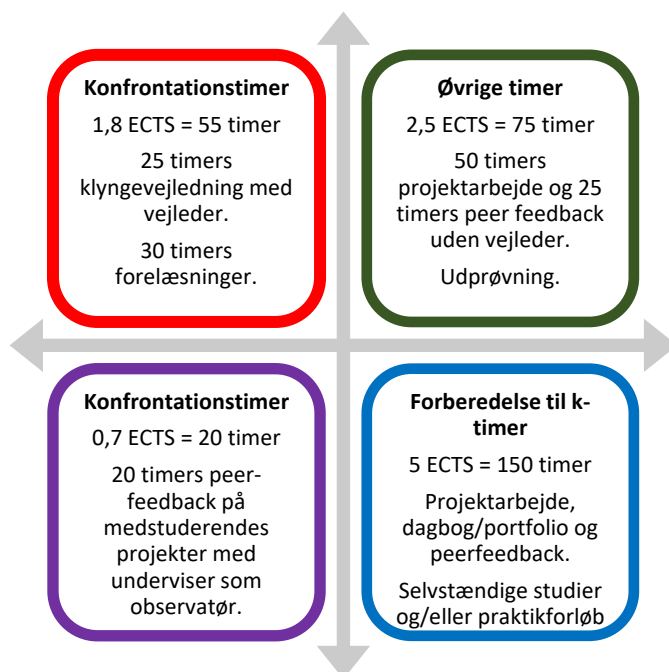 Konfrontationstimer
1,8 ECTS = 55 timer
25 timers
klyngevejledning med
vejleder.
30 timers
forelæsninger.
Øvrige timer
2,5 ECTS = 75 timer
50 timers
projektarbejde og 25
timers peer feedback
uden vejleder.
Udprøvning.
Konfrontationstimer
0,7 ECTS = 20 timer
20 timers peer-
feedback på
medstuderendes
projekter med
underviser som
observatør.
Forberedelse til k-
timer
5 ECTS = 150 timer
Projektarbejde,
dagbog/portfolio og
peerfeedback.
Selvstændige studier
og/eller praktikforløb